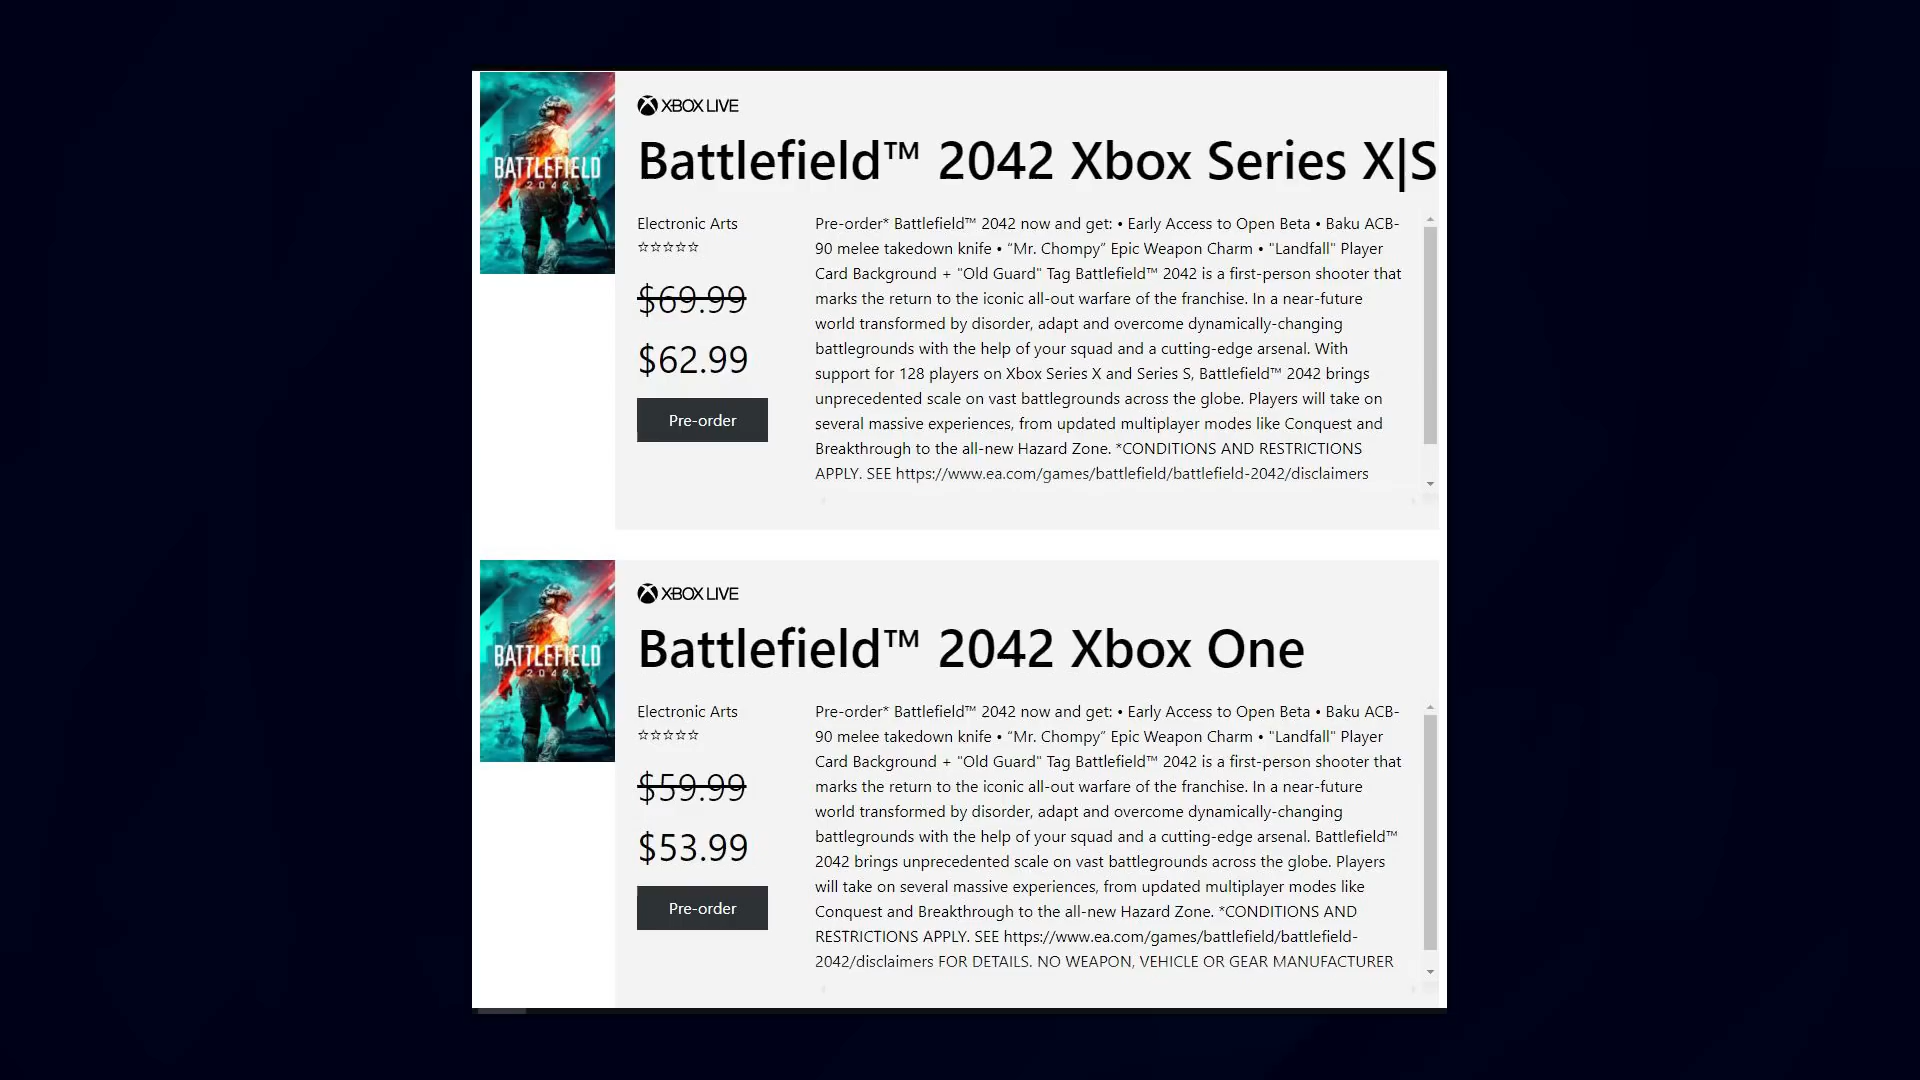 BATTLEFIELD
2042
XBOX LIVE
Battlefield™ 2042 Xbox Series X|S
Electronic Arts
☆☆☆☆☆
$69.99
$62.99
Pre-order
Pre-order* Battlefield™ 2042 now and get: • Early Access to Open Beta • Baku ACB-
90 melee takedown knife • “Mr. Chompy” Epic Weapon Charm • "Landfall" Player
Card Background + "Old Guard" Tag Battlefield™ 2042 is a first-person shooter that
marks the return to the iconic all-out warfare of the franchise. In a near-future
world transformed by disorder, adapt and overcome dynamically-changing
battlegrounds with the help of your squad and a cutting-edge arsenal. With
support for 128 players on Xbox Series X and Series S, Battlefield™ 2042 brings
unprecedented scale on vast battlegrounds across the globe. Players will take on
several massive experiences, from updated multiplayer modes like Conquest and
Breakthrough to the all-new Hazard Zone. *CONDITIONS AND RESTRICTIONS
APPLY. SEE https://www.ea.com/games/battlefield/battlefield-2042/disclaimers
BATTLEFIELD
2042
XBOX LIVE
Battlefield™ 2042 Xbox One
Electronic Arts
☆☆☆☆☆
$59.99
$53.99
Pre-order
Pre-order* Battlefield™ 2042 now and get: • Early Access to Open Beta • Baku ACB-
90 melee takedown knife • “Mr. Chompy” Epic Weapon Charm • "Landfall" Player
Card Background + "Old Guard" Tag Battlefield™ 2042 is a first-person shooter that
marks the return to the iconic all-out warfare of the franchise. In a near-future
world transformed by disorder, adapt and overcome dynamically-changing
battlegrounds with the help of your squad and a cutting-edge arsenal. Battlefield™
2042 brings unprecedented scale on vast battlegrounds across the globe. Players
will take on several massive experiences, from updated multiplayer modes like
Conquest and Breakthrough to the all-new Hazard Zone. *CONDITIONS AND
RESTRICTIONS APPLY. SEE https://www.ea.com/games/battlefield/battlefield-
2042/disclaimers FOR DETAILS. NO WEAPON, VEHICLE OR GEAR MANUFACTURER